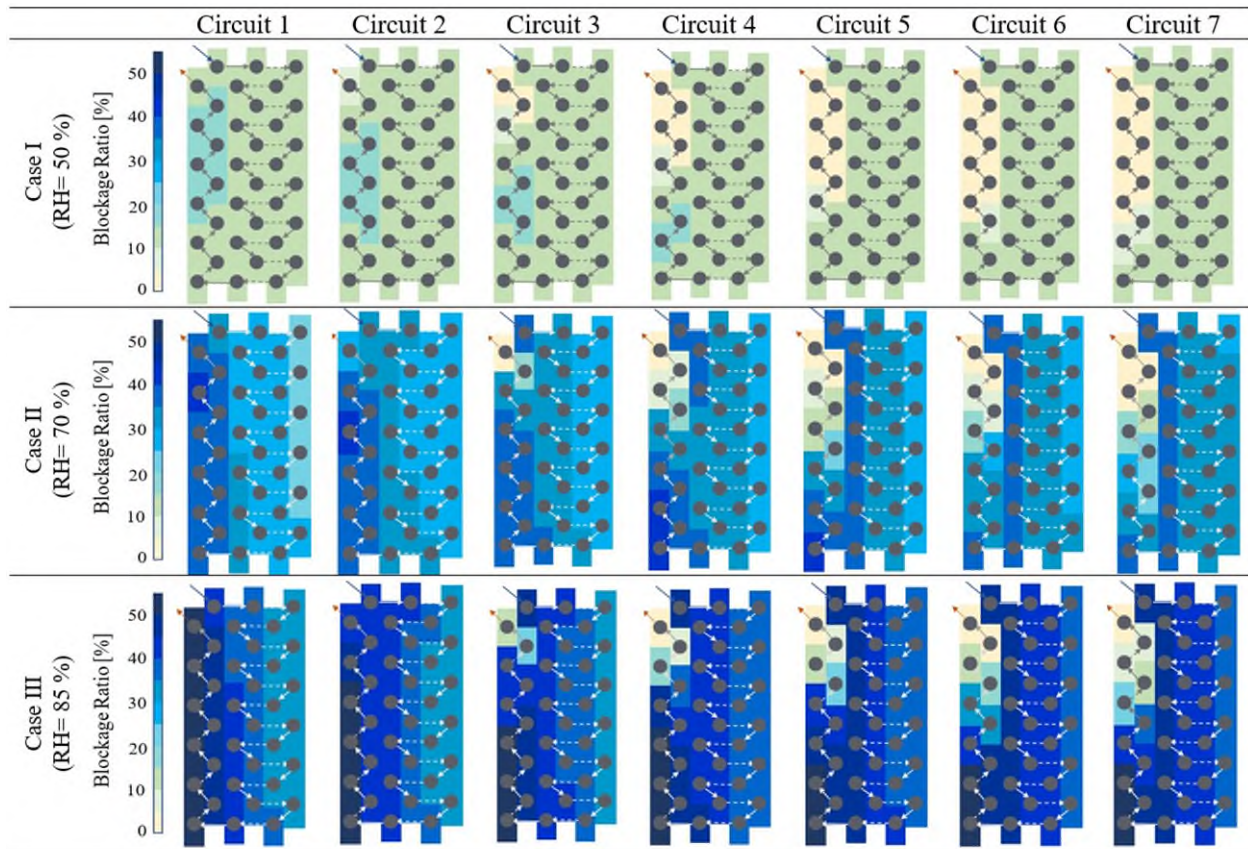 Circuit 1 Circuit 2 Circuit 3 Circuit 4 Circuit 5 Circuit 6 Circuit 7
Case I
(RH= 50 %)
Blockage Ratio [%]
50
40
30
20
10
0
Case II
(RH= 70 %)
Blockage Ratio [%]
50
40
30
20
10
0
Case III
(RH= 85 %)
Blockage Ratio [%]
50
40
30
20
10
0